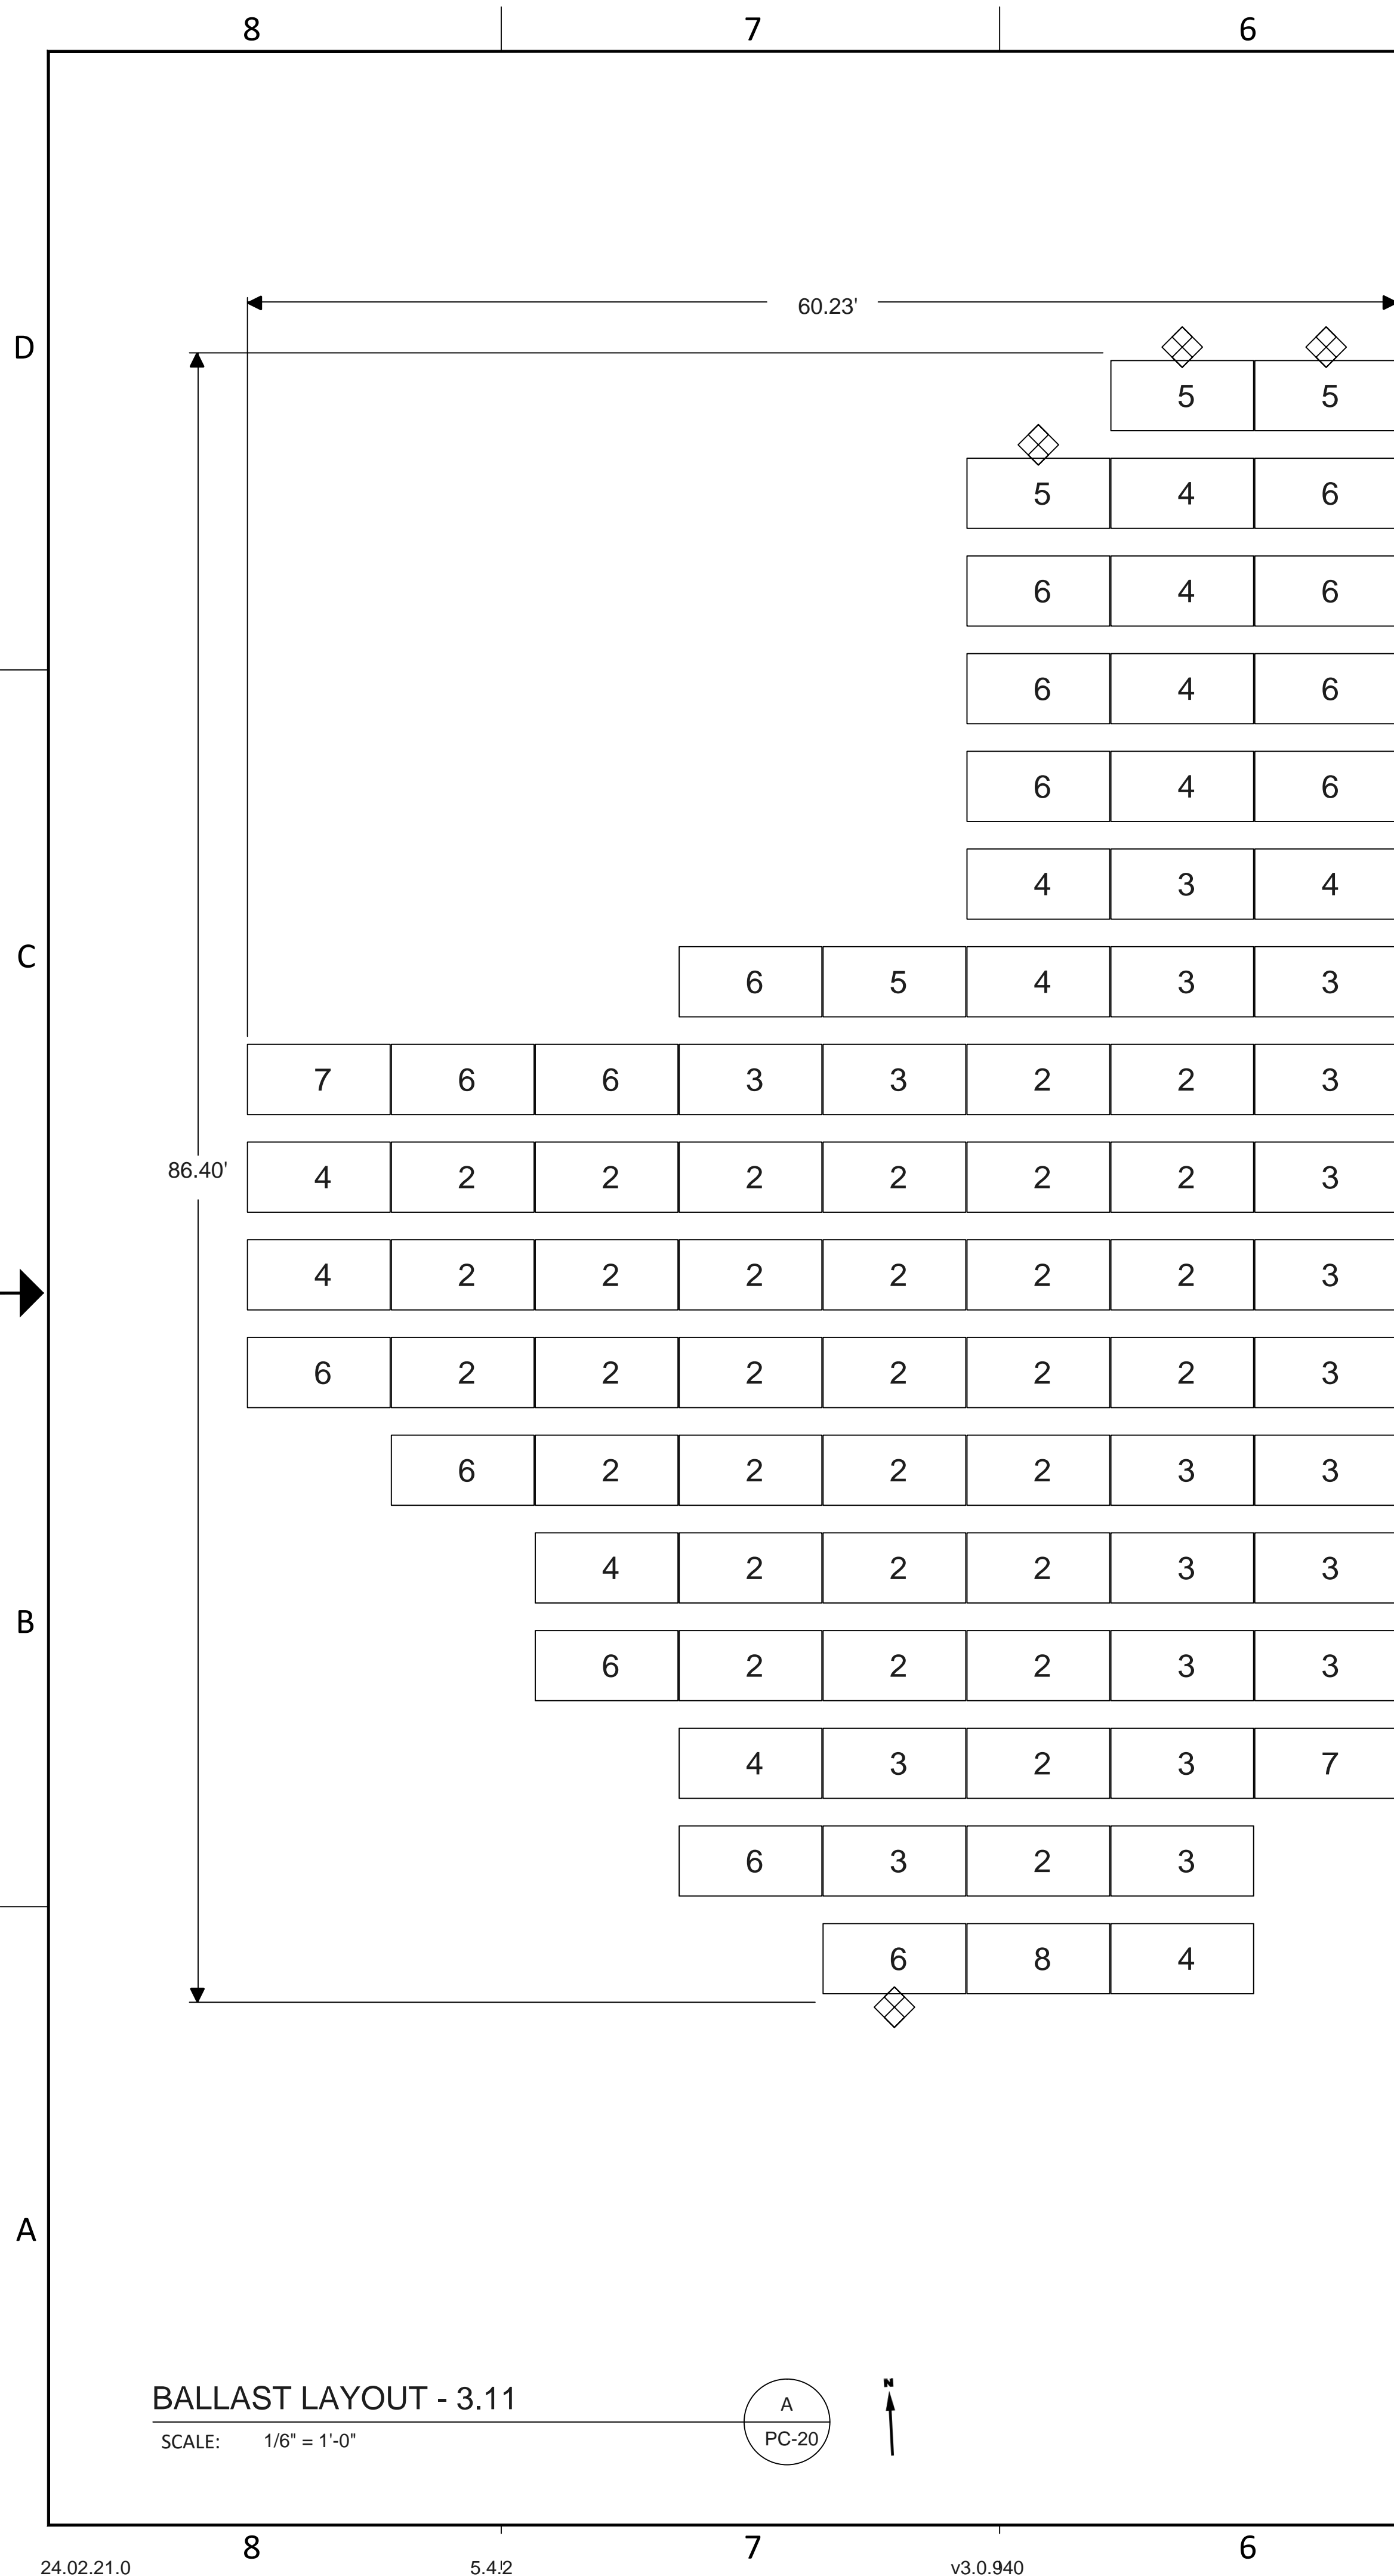 8 7 6
60.23'
D
5 5
5 4 6
6 4 6
6 4 6
6 4 6
4 3 4
C
6 5 4 3 3
7 6 6 3 3 2 2 3
86.40'
4 2 2 2 2 2 2 3
4 2 2 2 2 2 2 3
6 2 2 2 2 2 2 3
6 2 2 2 2 3 3
4 2 2 2 3 3
B
6 2 2 2 3 3
4 3 2 3 7
6 3 2 3
6 8 4
A
N
BALLAST LAYOUT - 3.11
A
SCALE: 1/6" = 1'-0"
PC-20
8 7 6
24.02.21.0 5.4.2 v3.0.940